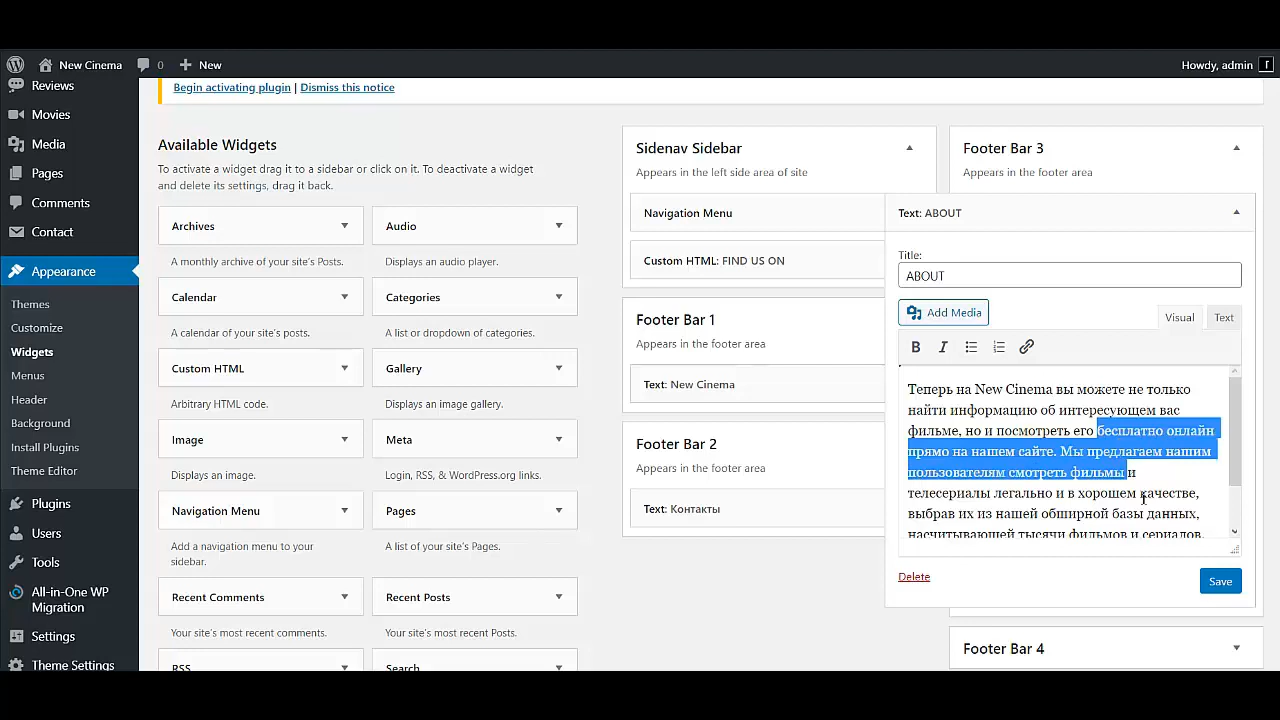 New Cinema
0
New
Howdy, admin
Reviews
Movies
Media
Pages
Comments
Contact
Appearance
Themes
Customize
Widgets
Menus
Header
Background
Install Plugins
Theme Editor
Plugins
Users
Tools
All-in-One WP
Migration
Settings
Theme Settings
Begin activating plugin | Dismiss this notice
Available Widgets
To activate a widget drag it to a sidebar or click on it. To deactivate a widget
and delete its settings, drag it back.
Archives
A monthly archive of your site's Posts.
Audio
Displays an audio player.
Calendar
A calendar of your site's posts.
Categories
A list or dropdown of categories.
Custom HTML
Arbitrary HTML code.
Gallery
Displays an image gallery.
Image
Displays an image.
Meta
Login, RSS, & WordPress.org links.
Navigation Menu
Add a navigation menu to your
sidebar.
Pages
A list of your site's Pages.
Recent Comments
Your site's most recent comments.
Recent Posts
Your site's most recent Posts.
RSS
Search
Sidenav Sidebar
Appears in the left side area of site
Navigation Menu
Custom HTML: FIND US ON
Footer Bar 1
Appears in the footer area
Text: New Cinema
Footer Bar 2
Appears in the footer area
Text: Контакты
Footer Bar 3
Appears in the footer area
Text: ABOUT
Title:
ABOUT
Add Media
Visual
Text
B I
Теперь на New Cinema вы можете не только
найти информацию об интересующем вас
фильме, но и посмотреть его бесплатно онлайн
прямо на нашем сайте. Мы предлагаем нашим
пользователям смотреть фильмы и
телесериалы легально и в хорошем качестве,
выбрав их из нашей обширной базы данных,
насчитывающей тысячи фильмов и сериалов.
Delete
Save
Footer Bar 4